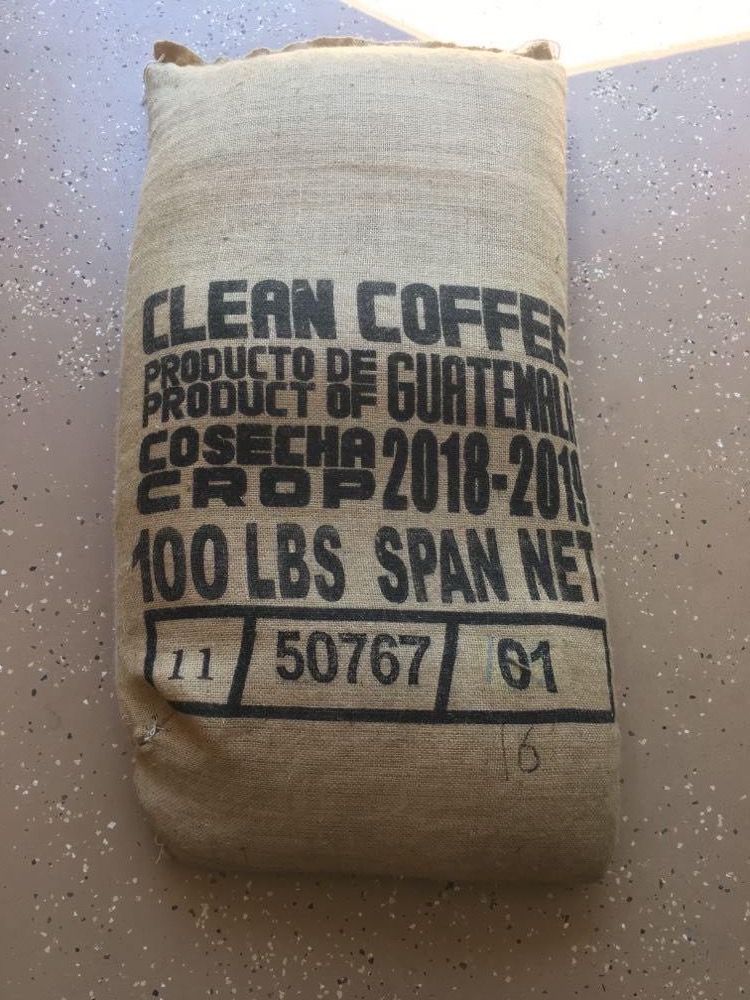 CLEAN COFFEE
PRODUCTO DE
PRODUCT OF GUATEMALA
COSECHA
CROP 2018-2019
100 LBS SPAN NET
11 50767 01
16